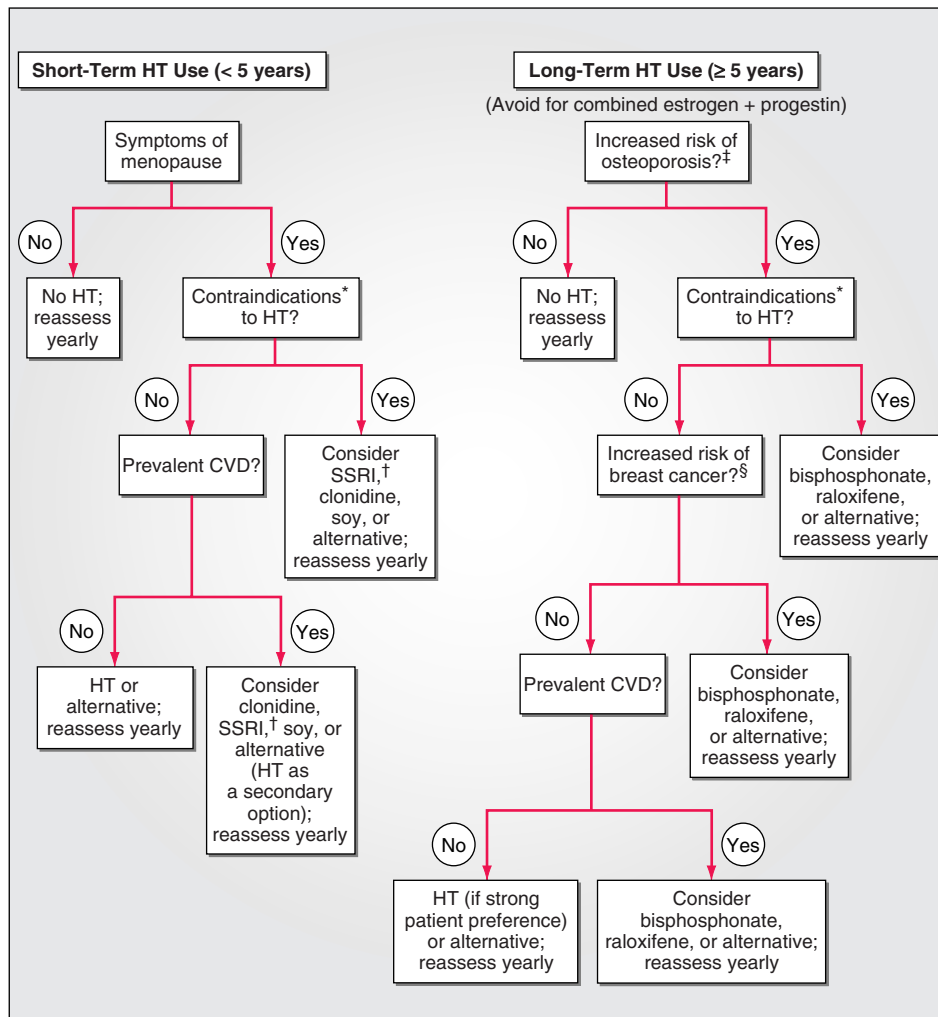 Short-Term HT Use (< 5 years)
Symptoms of
menopause
No
Yes
No HT;
reassess
yearly
Contraindications*
to HT?
No
Yes
Prevalent CVD?
Consider
SSRI,†
clonidine,
soy, or
alternative;
reassess yearly
No
Yes
HT or
alternative;
reassess yearly
Consider
clonidine,
SSRI,† soy, or
alternative
(HT as
a secondary
option);
reassess yearly
Long-Term HT Use (≥ 5 years)
(Avoid for combined estrogen + progestin)
Increased risk of
osteoporosis?‡
No
Yes
No HT;
reassess
yearly
Contraindications*
to HT?
No
Yes
Increased risk of
breast cancer?§
Consider
bisphosphonate,
raloxifene,
or alternative;
reassess yearly
No
Yes
Prevalent CVD?
Consider
bisphosphonate,
raloxifene,
or alternative;
reassess yearly
No
Yes
HT (if strong
patient preference)
or alternative;
reassess yearly
Consider
bisphosphonate,
raloxifene, or alternative;
reassess yearly